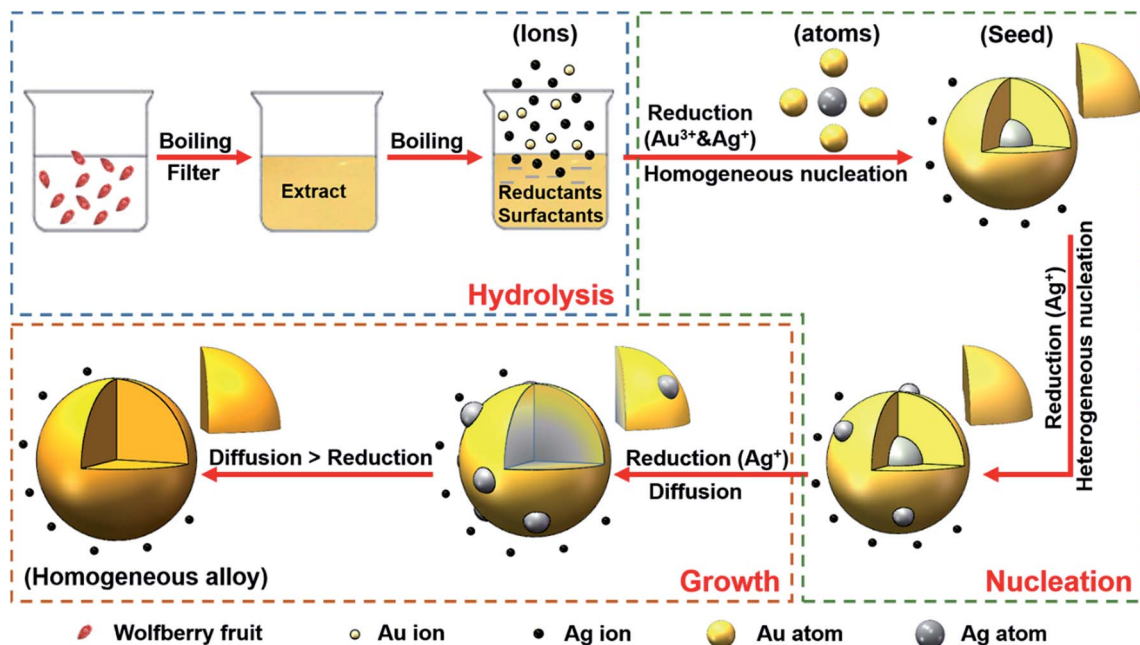 (Ions)
(atoms)
(Seed)
Boiling
Filter
Extract
Boiling
Reductants
Surfactants
Reduction
(Au³⁺&Ag⁺)
Homogeneous nucleation
Hydrolysis
Reduction (Ag⁺)
Heterogeneous nucleation
Diffusion > Reduction
Reduction (Ag⁺)
Diffusion
(Homogeneous alloy)
Growth
Nucleation
Wolfberry fruit
Au ion
Ag ion
Au atom
Ag atom